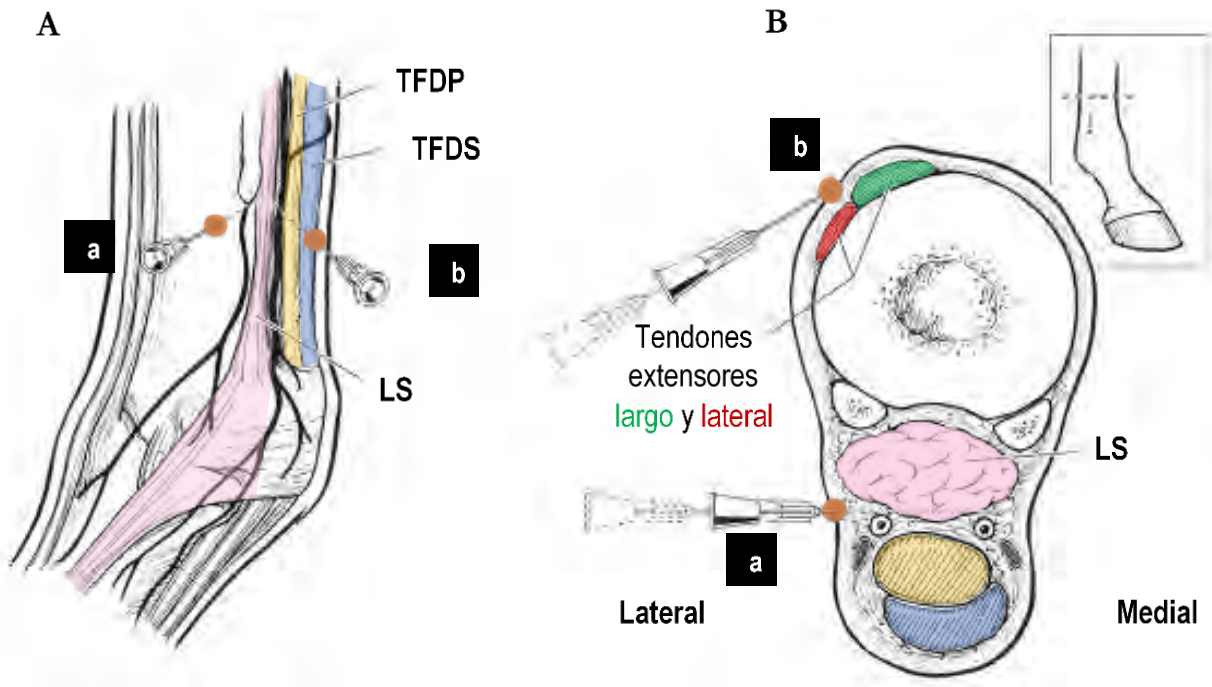 A
TFDP
TFDS
a
b
LS
B
b
Tendones
extensores
largo y lateral
LS
a
Lateral
Medial